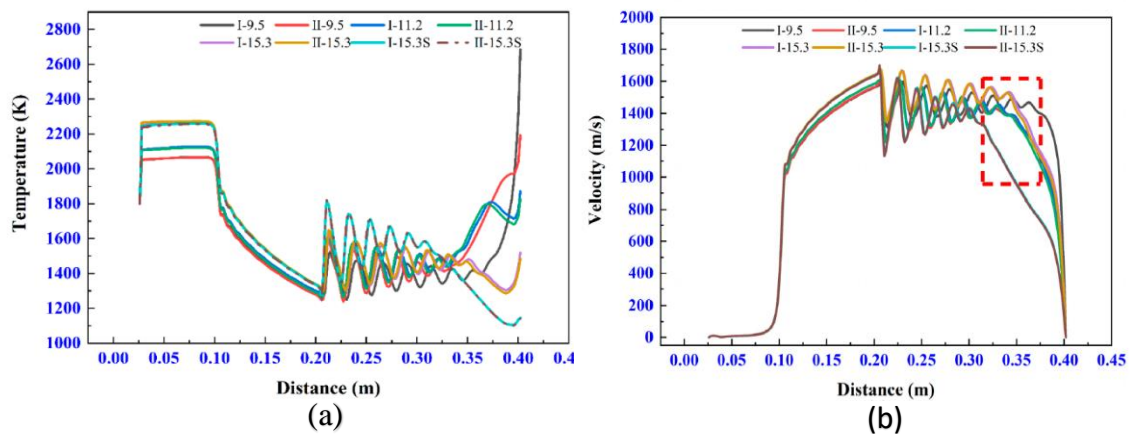 I-9.5 II-9.5 I-11.2 II-11.2
I-15.3 II-15.3 I-15.3S II-15.3S
2800
2600
2400
2200
2000
1800
1600
1400
1200
1000
Temperature (K)
0.00 0.05 0.10 0.15 0.20 0.25 0.30 0.35 0.40 0.4
Distance (m)
(a)
I-9.5 II-9.5 I-11.2 II-11.2
I-15.3 II-15.3 I-15.3S II-15.3S
2000
1800
1600
1400
1200
1000
800
600
400
200
0
Velocity (m/s)
0.00 0.05 0.10 0.15 0.20 0.25 0.30 0.35 0.40 0.45
Distance (m)
(b)